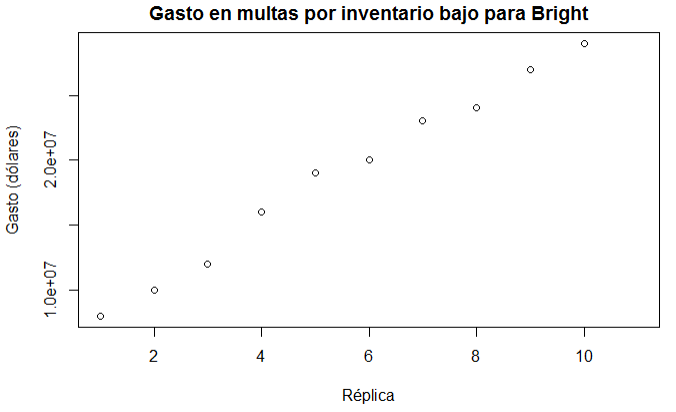 Gasto en multas por inventario bajo para Bright
Gasto (dólares)
2.0e+07
1.0e+07
2 4 6 8 10
Réplica